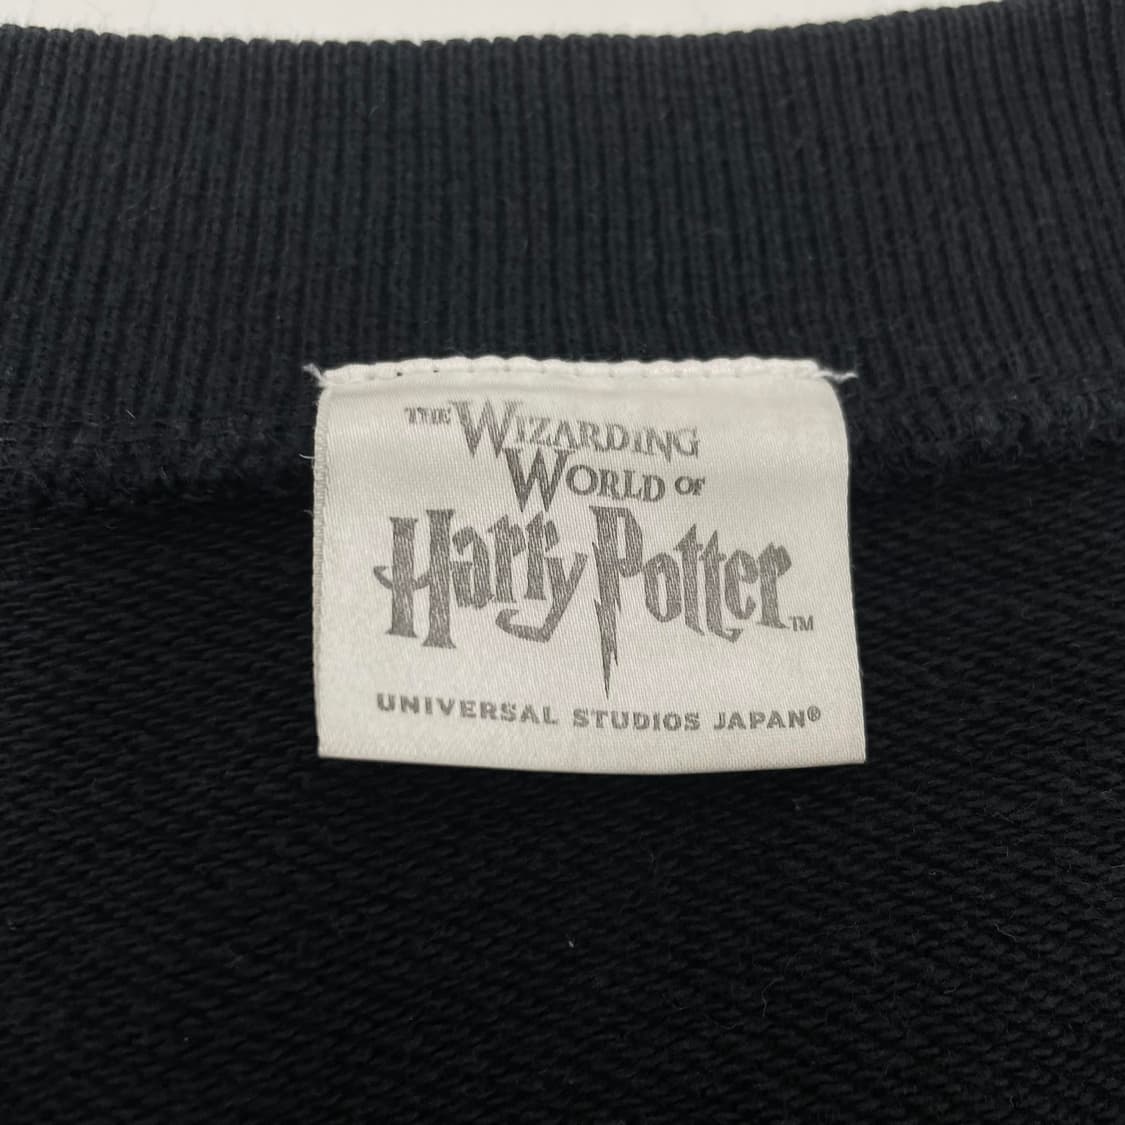 THE WIZARDING
WORLD OF
Harry Potter™
UNIVERSAL STUDIOS JAPAN®